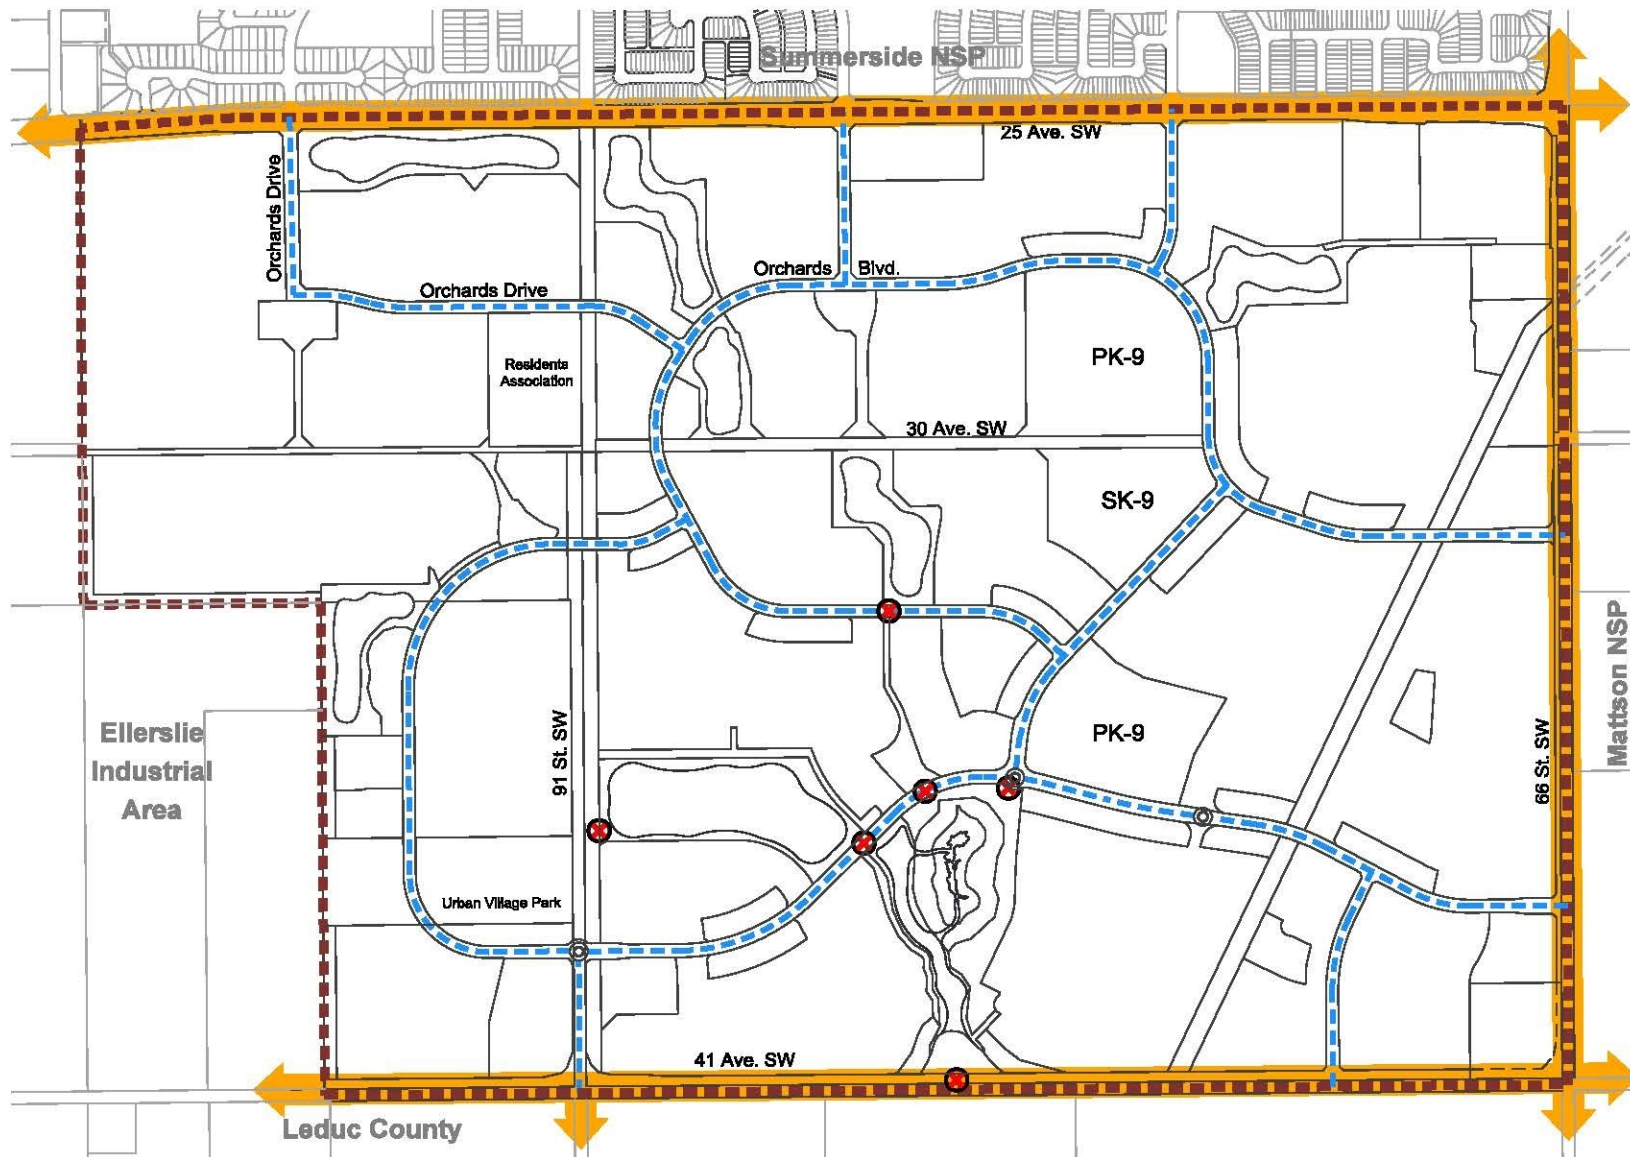 Summerside NSP
25 Ave. SW
Orchards Drive
Orchards Blvd.
Orchards Drive
Residents
Association
PK-9
30 Ave. SW
SK-9
Mattson NSP
Ellerslie
Industrial
Area
91 St. SW
PK-9
66 St. SW
Urban Village Park
41 Ave. SW
Leduc County